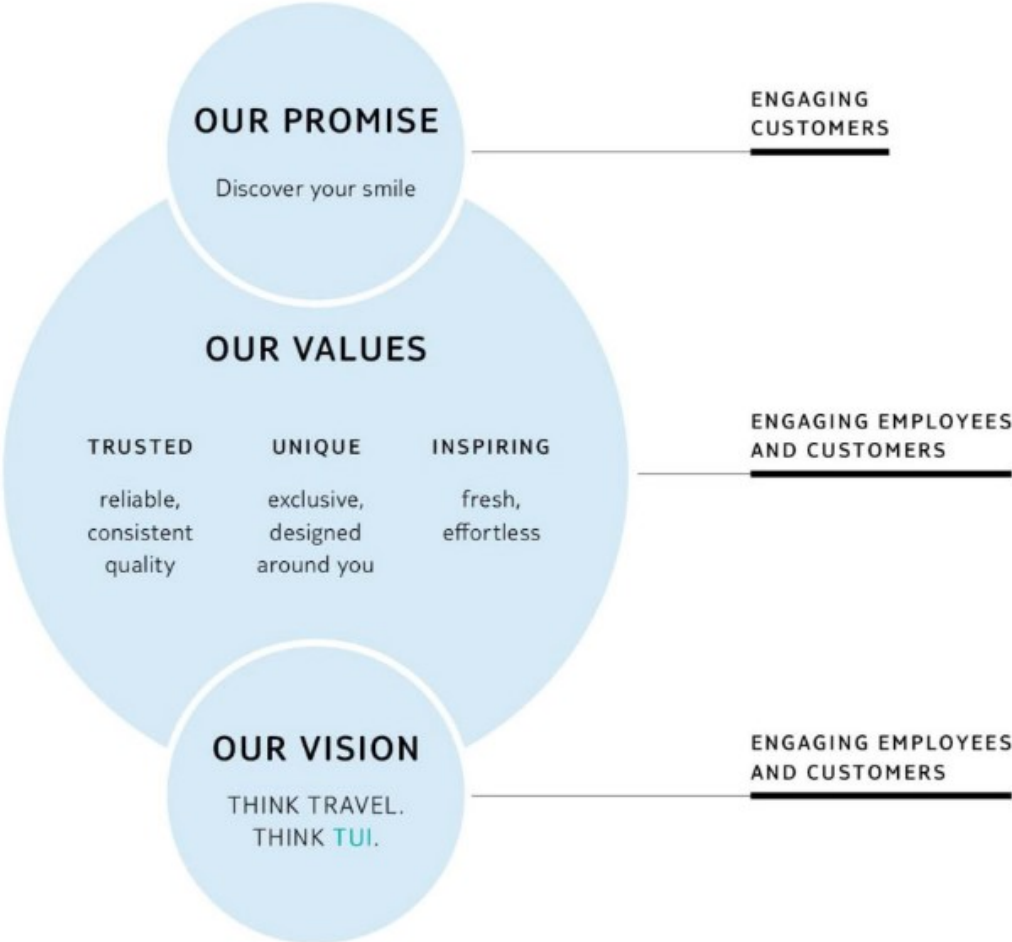 OUR PROMISE
Discover your smile
ENGAGING
CUSTOMERS
OUR VALUES
TRUSTED
reliable,
consistent
quality
UNIQUE
exclusive,
designed
around you
INSPIRING
fresh,
effortless
ENGAGING EMPLOYEES
AND CUSTOMERS
OUR VISION
THINK TRAVEL.
THINK TUI.
ENGAGING EMPLOYEES
AND CUSTOMERS